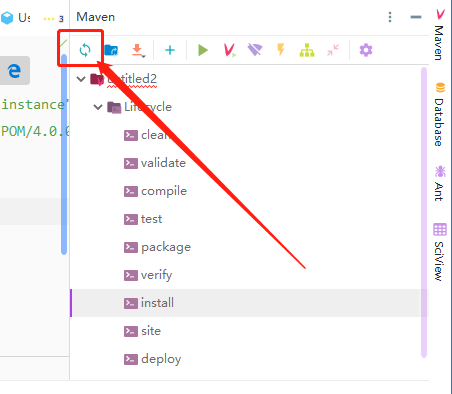 Us
3
Maven
instance"
POM/4.0.0
untitled2
Lifecycle
clean
validate
compile
test
package
verify
install
site
deploy
Maven
Database
Ant
SciView